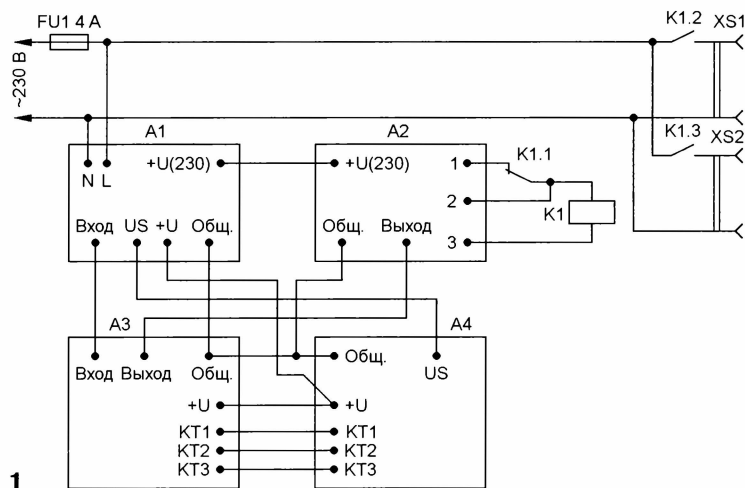 FU1 4 A
K1.2
XS1
~230 В
K1.3
XS2
A1
A2
N L
+U(230)
+U(230)
1
K1.1
2
K1
Вход
US
+U
Общ.
Общ.
Выход
3
A3
A4
Вход
Выход
Общ.
Общ.
US
+U
+U
KT1
KT1
KT2
KT2
KT3
KT3
1